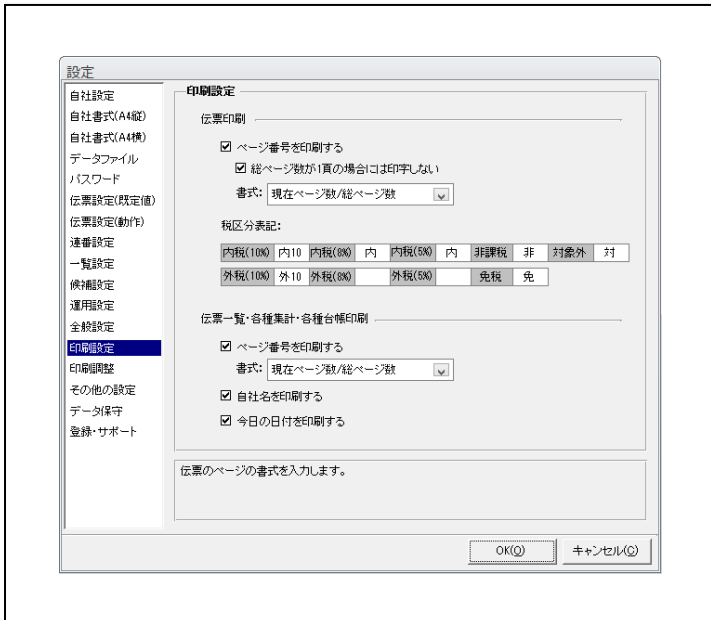 設定
自社設定
自社書式(A4縦)
自社書式(A4横)
データファイル
パスワード
伝票設定(既定値)
伝票設定(動作)
連番設定
一覧設定
候補設定
運用設定
全般設定
印刷設定
印刷調整
その他の設定
データ保守
登録・サポート
印刷設定
伝票印刷
ページ番号を印刷する
総ページ数が1頁の場合には印字しない
書式: 現在ページ数/総ページ数
税区分表記:
内税(10%) 内10 内税(8%) 内 内税(5%) 内 非課税 非 対象外 対
外税(10%) 外10 外税(8%) 外税(5%) 免税 免
伝票一覧・各種集計・各種台帳印刷
ページ番号を印刷する
書式: 現在ページ数/総ページ数
自社名を印刷する
今日の日付を印刷する
伝票のページの書式を入力します。
OK(O) キャンセル(C)